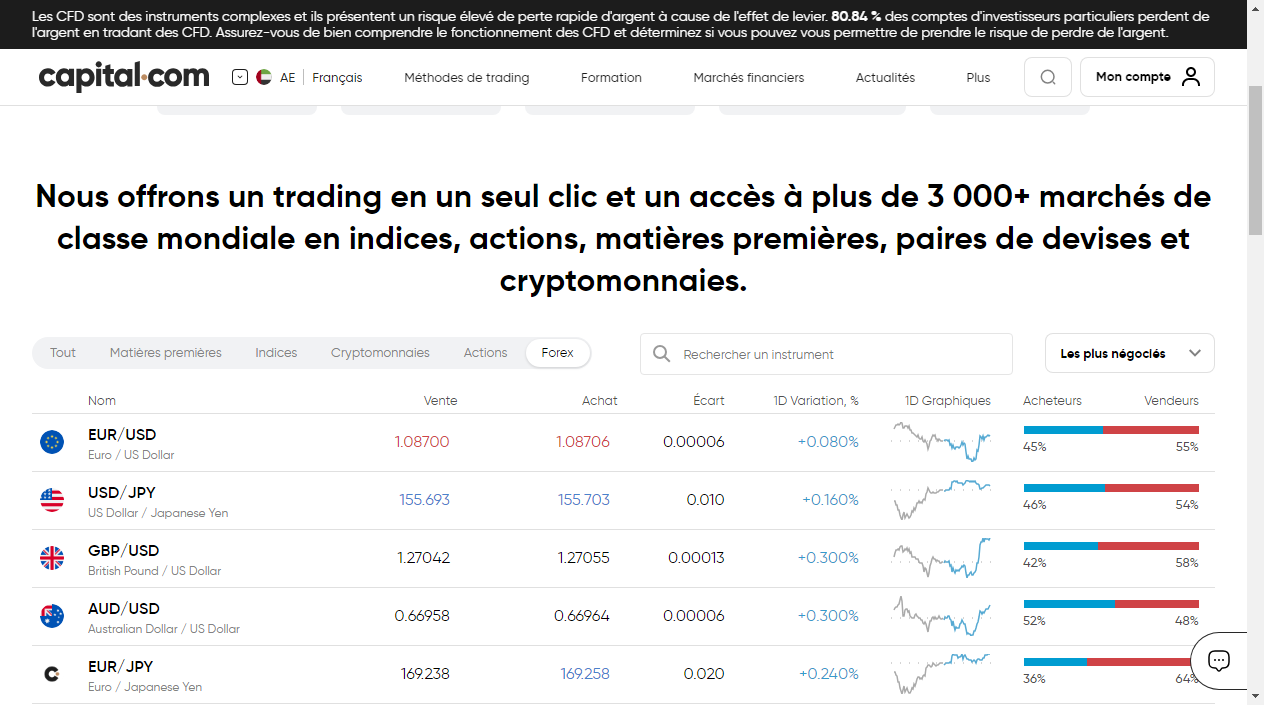 Les CFD sont des instruments complexes et ils présentent un risque élevé de perte rapide d'argent à cause de l'effet de levier. 80.84 % des comptes d'investisseurs particuliers perdent de
l'argent en tradant des CFD. Assurez-vous de bien comprendre le fonctionnement des CFD et déterminez si vous pouvez vous permettre de prendre le risque de perdre de l'argent.
capital.com AE Français Méthodes de trading Formation Marchés financiers Actualités Plus Mon compte
Nous offrons un trading en un seul clic et un accès à plus de 3 000+ marchés de
classe mondiale en indices, actions, matières premières, paires de devises et
cryptomonnaies.
Tout Matières premières Indices Cryptomonnaies Actions Forex Rechercher un instrument Les plus négociés
Nom Vente Achat Écart 1D Variation, % 1D Graphiques Acheteurs Vendeurs
EUR/USD 1.08700 1.08706 0.00006 +0.080%
Euro / US Dollar 45% 55%
USD/JPY 155.693 155.703 0.010 +0.160%
US Dollar / Japanese Yen 46% 54%
GBP/USD 1.27042 1.27055 0.00013 +0.300%
British Pound / US Dollar 42% 58%
AUD/USD 0.66958 0.66964 0.00006 +0.300%
Australian Dollar / US Dollar 52% 48%
EUR/JPY 169.238 169.258 0.020 +0.240%
Euro / Japanese Yen 36% 64%